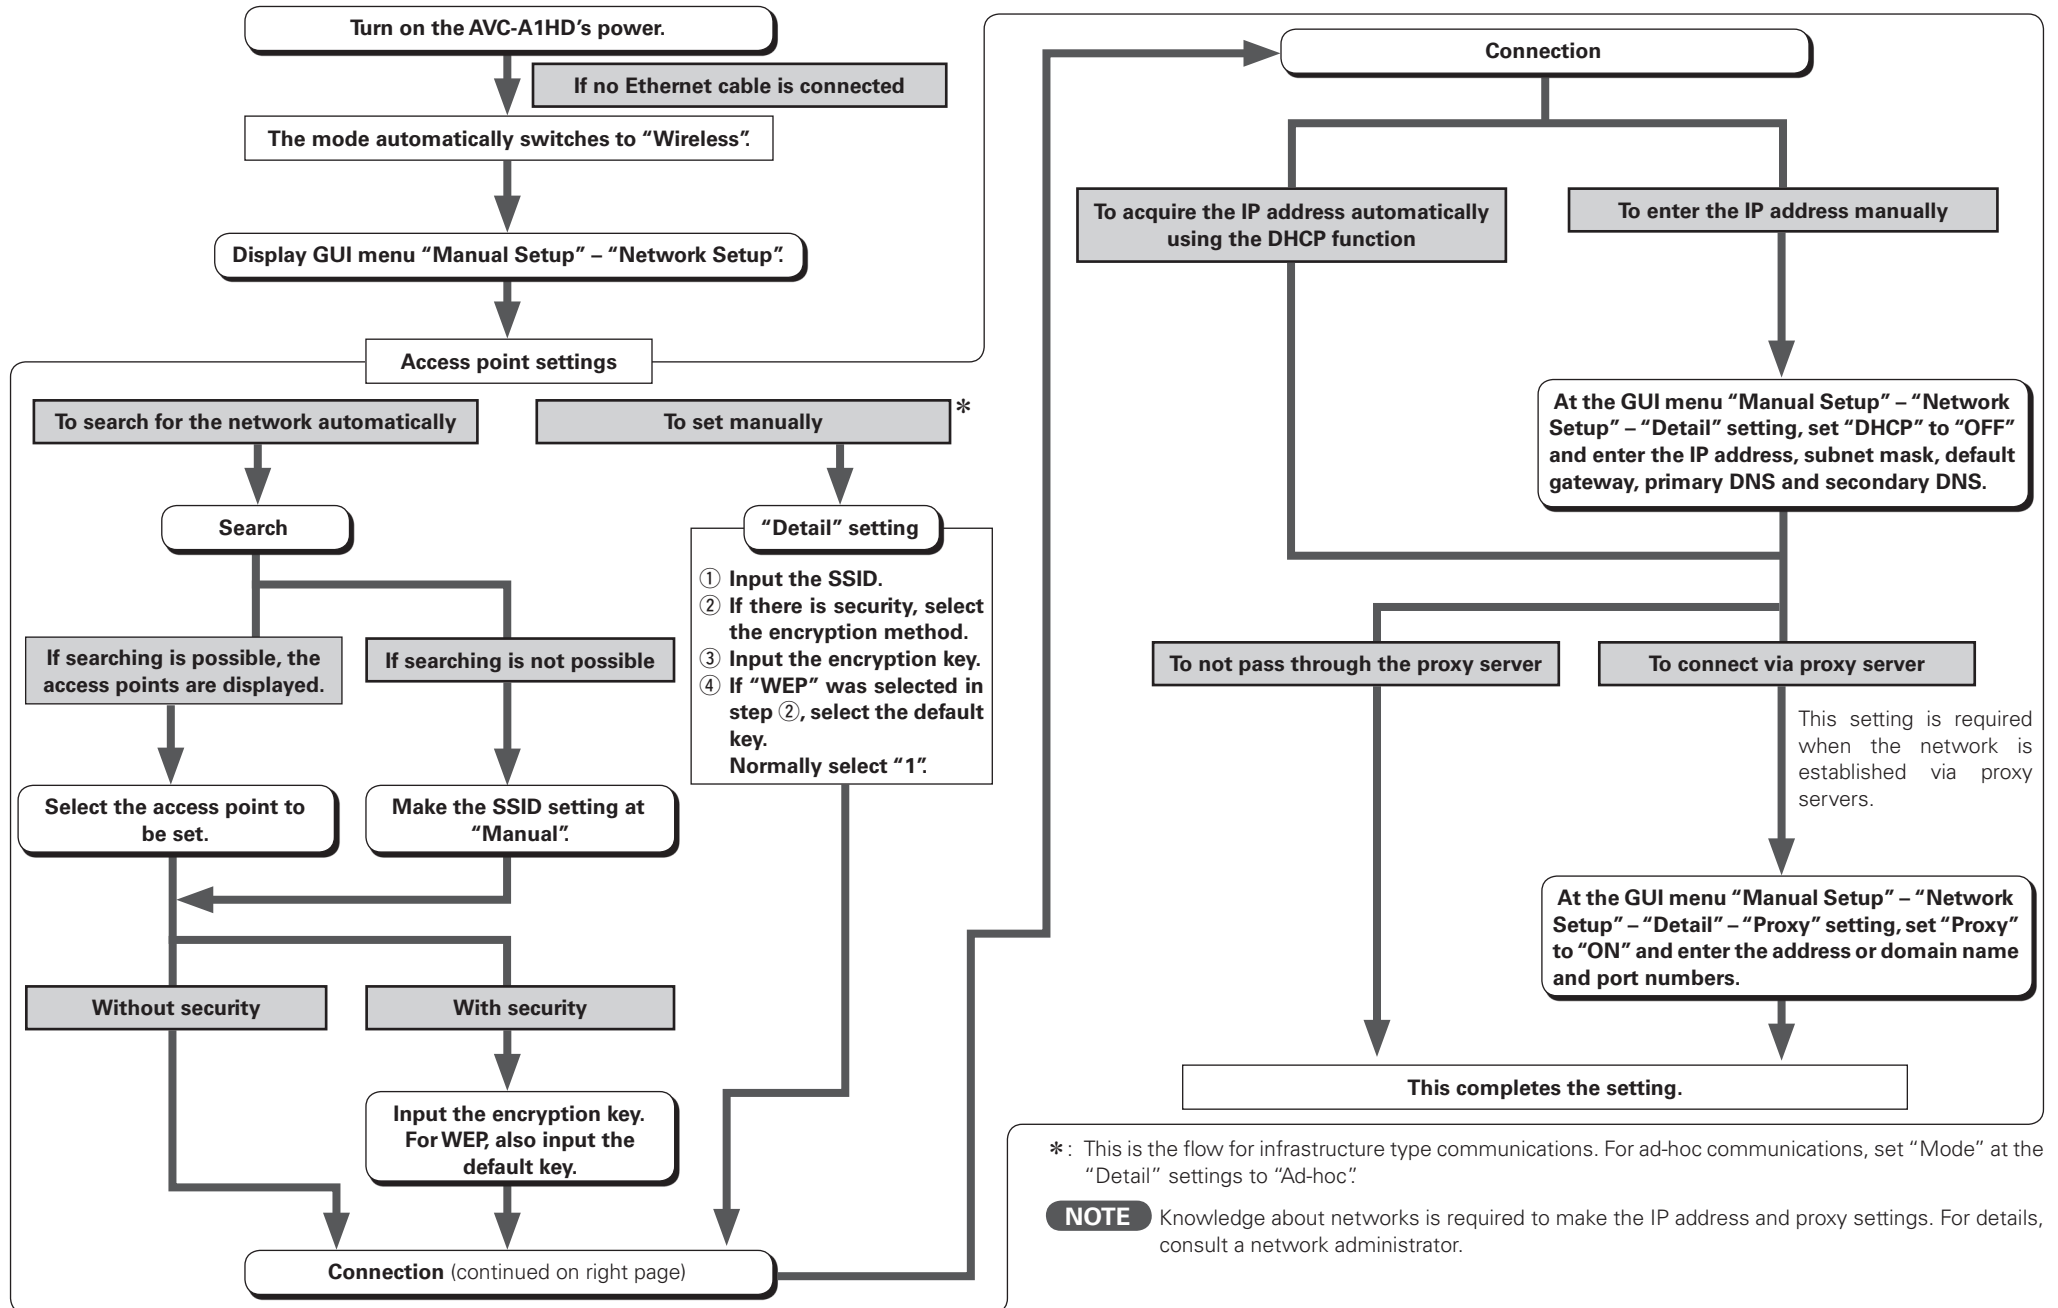 Turn on the AVC-A1HD’s power.
If no Ethernet cable is connected
The mode automatically switches to “Wireless”.
Display GUI menu “Manual Setup” – “Network Setup”.
Access point settings
To search for the network automatically
To set manually
*
Search
“Detail” setting
① Input the SSID.
② If there is security, select
the encryption method.
③ Input the encryption key.
④ If “WEP” was selected in
step ②, select the default
key.
Normally select “1”.
If searching is possible, the
access points are displayed.
If searching is not possible
Select the access point to
be set.
Make the SSID setting at
“Manual”.
Without security
With security
Input the encryption key.
For WEP, also input the
default key.
Connection (continued on right page)
Connection
To acquire the IP address automatically
using the DHCP function
To enter the IP address manually
At the GUI menu “Manual Setup” – “Network
Setup” – “Detail” setting, set “DHCP” to “OFF”
and enter the IP address, subnet mask, default
gateway, primary DNS and secondary DNS.
To not pass through the proxy server
To connect via proxy server
This setting is required
when the network is
established via proxy
servers.
At the GUI menu “Manual Setup” – “Network
Setup” – “Detail” – “Proxy” setting, set “Proxy”
to “ON” and enter the address or domain name
and port numbers.
This completes the setting.
*: This is the flow for infrastructure type communications. For ad-hoc communications, set “Mode” at the
“Detail” settings to “Ad-hoc”.
NOTE Knowledge about networks is required to make the IP address and proxy settings. For details,
consult a network administrator.